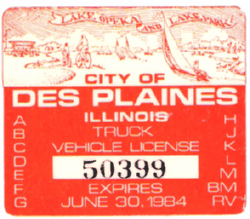 LAKE OPEKA AND LAKE PARK
CITY OF
DES PLAINES
ILLINOIS
A TRUCK H
B VEHICLE LICENSE J
C K
D 50399 L
E M
F EXPIRES BM
G JUNE 30, 1984 RV